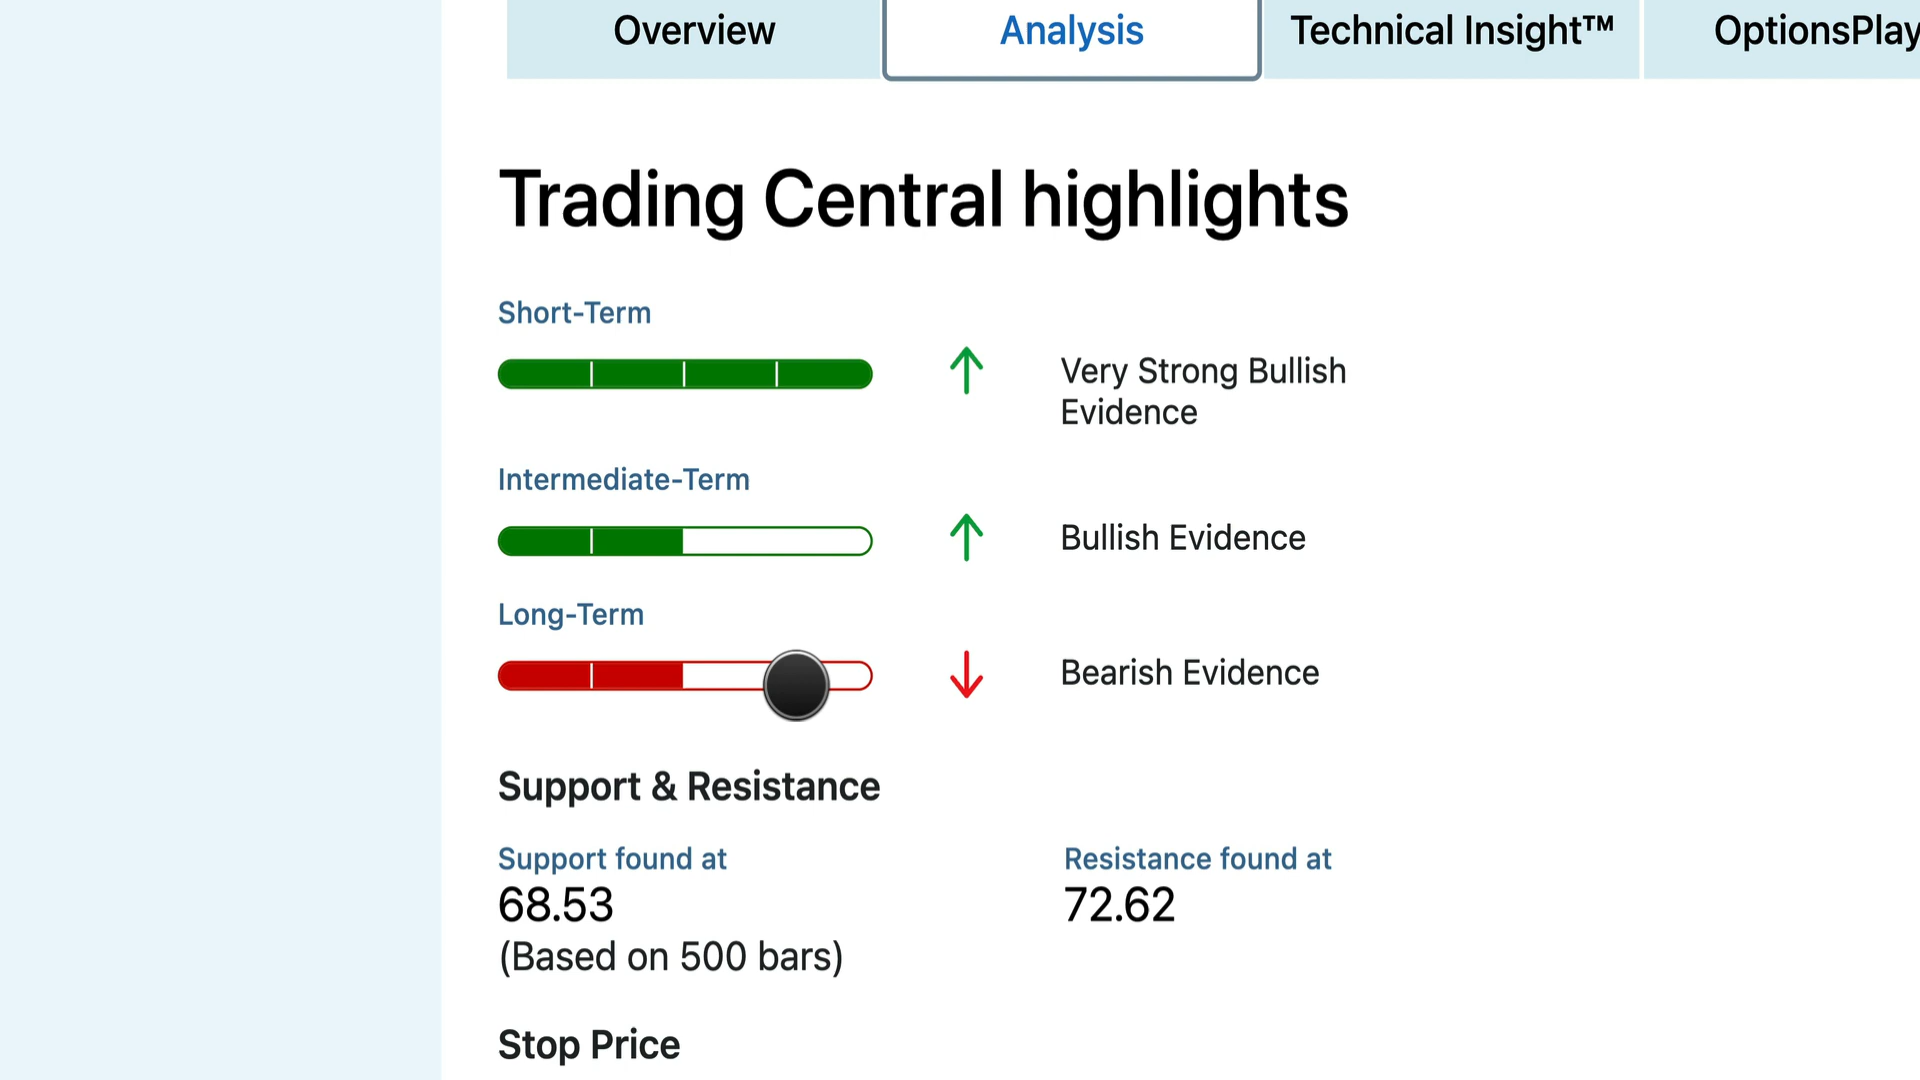 Overview Analysis Technical Insight™ OptionsPlay
Trading Central highlights
Short-Term
Very Strong Bullish
Evidence
Intermediate-Term
Bullish Evidence
Long-Term
Bearish Evidence
Support & Resistance
Support found at Resistance found at
68.53 72.62
(Based on 500 bars)
Stop Price